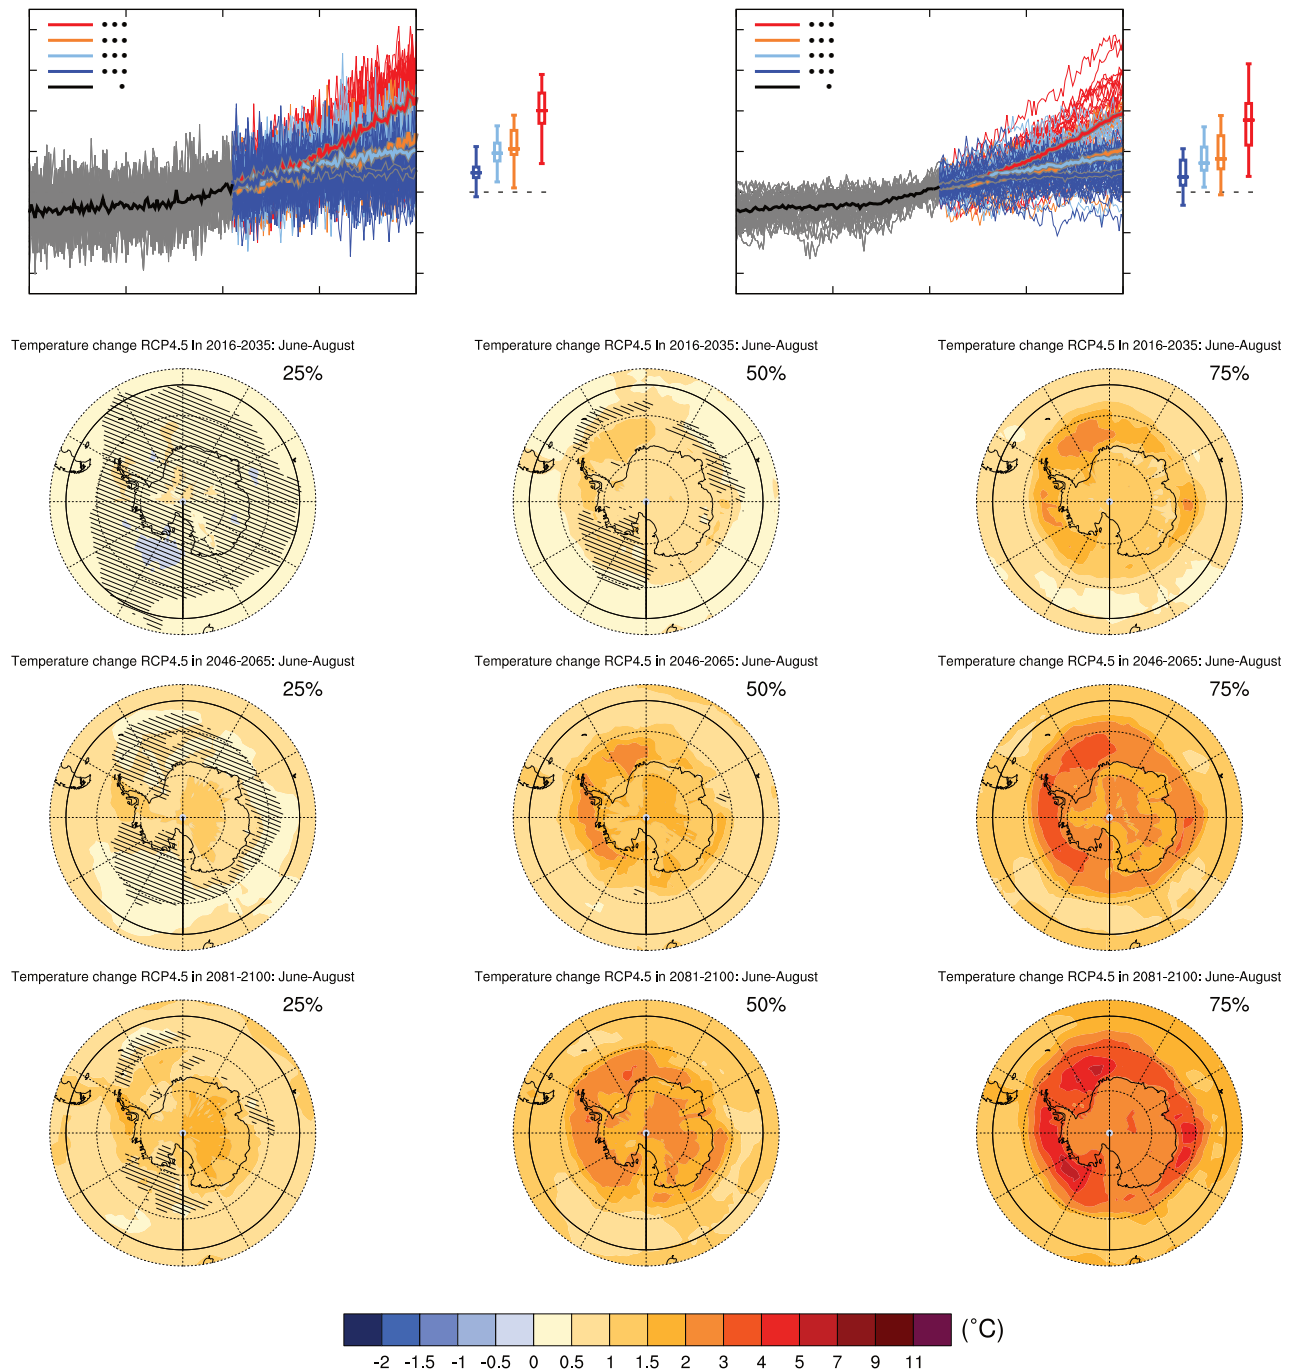 Temperature change RCP4.5 in 2016-2035: June-August
25%
Temperature change RCP4.5 in 2016-2035: June-August
50%
Temperature change RCP4.5 in 2016-2035: June-August
75%
Temperature change RCP4.5 in 2046-2065: June-August
25%
Temperature change RCP4.5 in 2046-2065: June-August
50%
Temperature change RCP4.5 in 2046-2065: June-August
75%
Temperature change RCP4.5 in 2081-2100: June-August
25%
Temperature change RCP4.5 in 2081-2100: June-August
50%
Temperature change RCP4.5 in 2081-2100: June-August
75%
(°C)
-2 -1.5 -1 -0.5 0 0.5 1 1.5 2 3 4 5 7 9 11